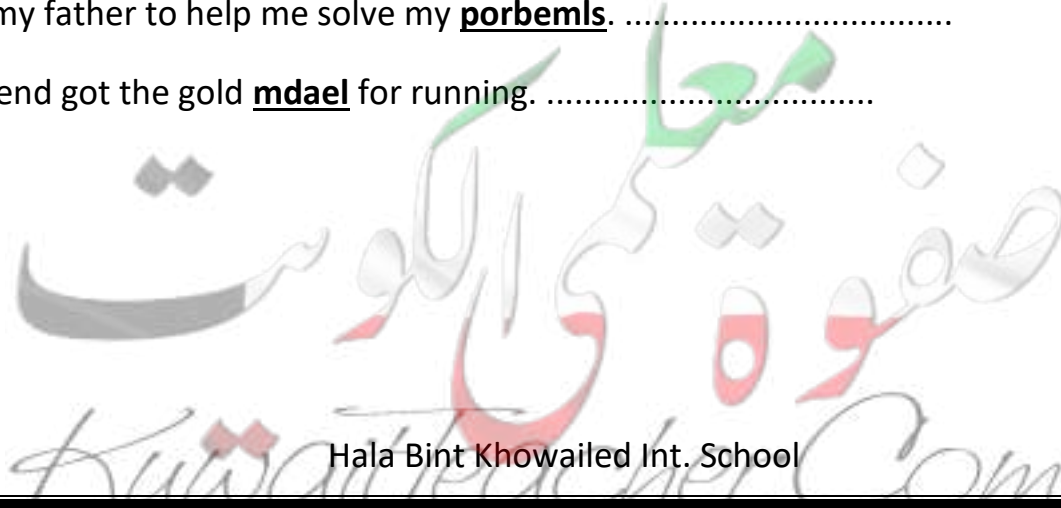 my father to help me solve my porbemls. ...................................
end got the gold mdael for running. ...................................
صفوة معلمى الكويت
Hala Bint Khowailed Int. School
KuwaitTeacher.Com